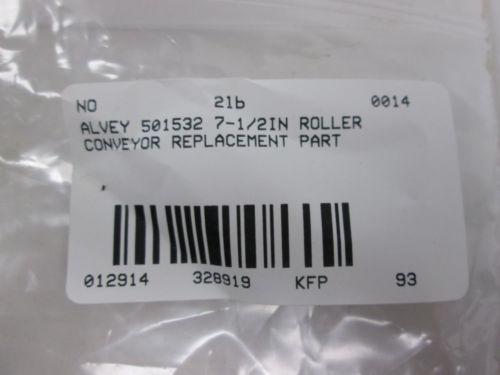 NO 21b 0014
ALVEY 501532 7-1/2IN ROLLER
CONVEYOR REPLACEMENT PART
012914 328919 KFP 93